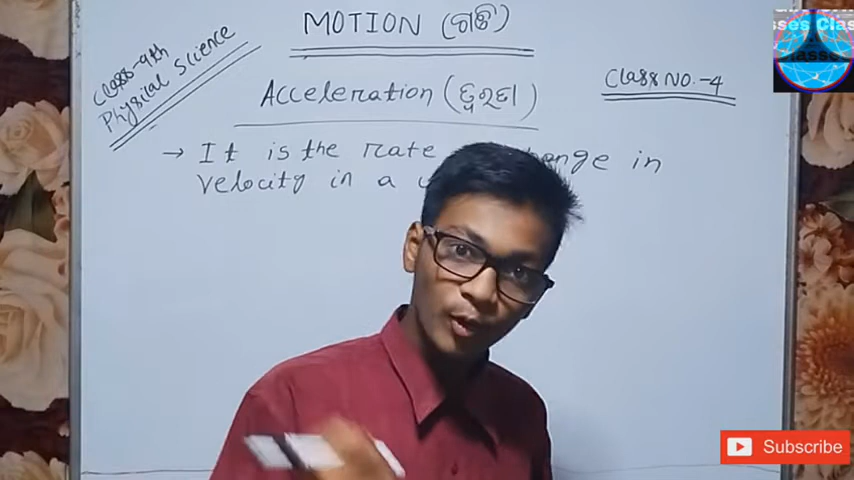 MOTION (ଗତି)
Class-9th
Physical Science
Acceleration (ତ୍ୱରଣ)
Class NO.-4
→ It is the rate change in
velocity in a
Subscribe